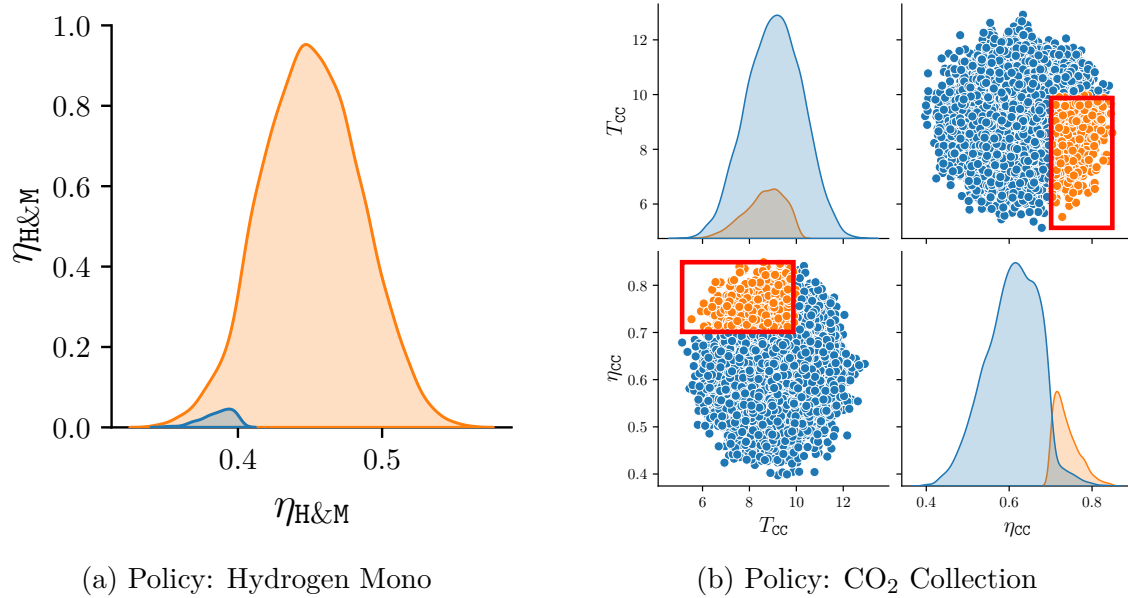 1.0
0.8
0.6
0.4
0.2
0.0
η_H&M
0.4 0.5
η_H&M
(a) Policy: Hydrogen Mono
12
10
8
6
T_CC
0.8
0.7
0.6
0.5
0.4
η_CC
6 8 10 12
T_CC
0.4 0.6 0.8
η_CC
(b) Policy: CO₂ Collection